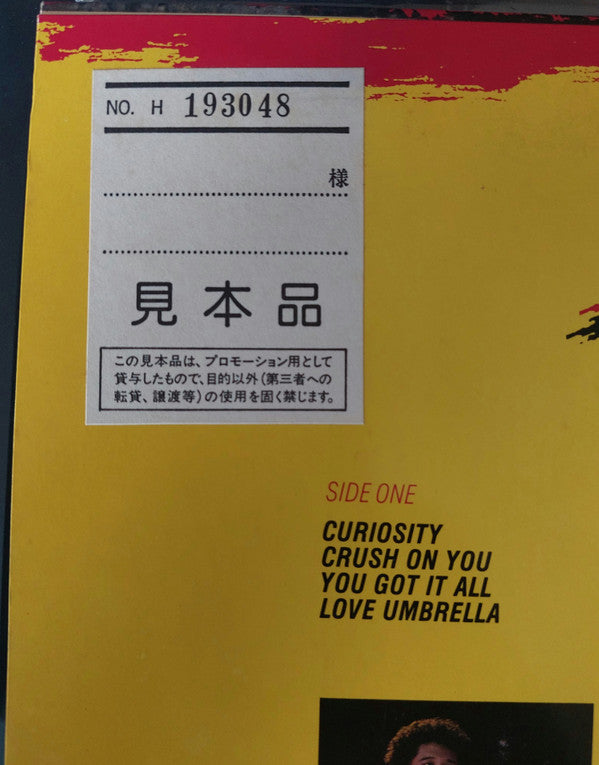 NO. H 193048
様
見本品
この見本品は、プロモーション用として
貸与したもので、目的以外(第三者への
転貸、譲渡等)の使用を固く禁じます。
SIDE ONE
CURIOSITY
CRUSH ON YOU
YOU GOT IT ALL
LOVE UMBRELLA